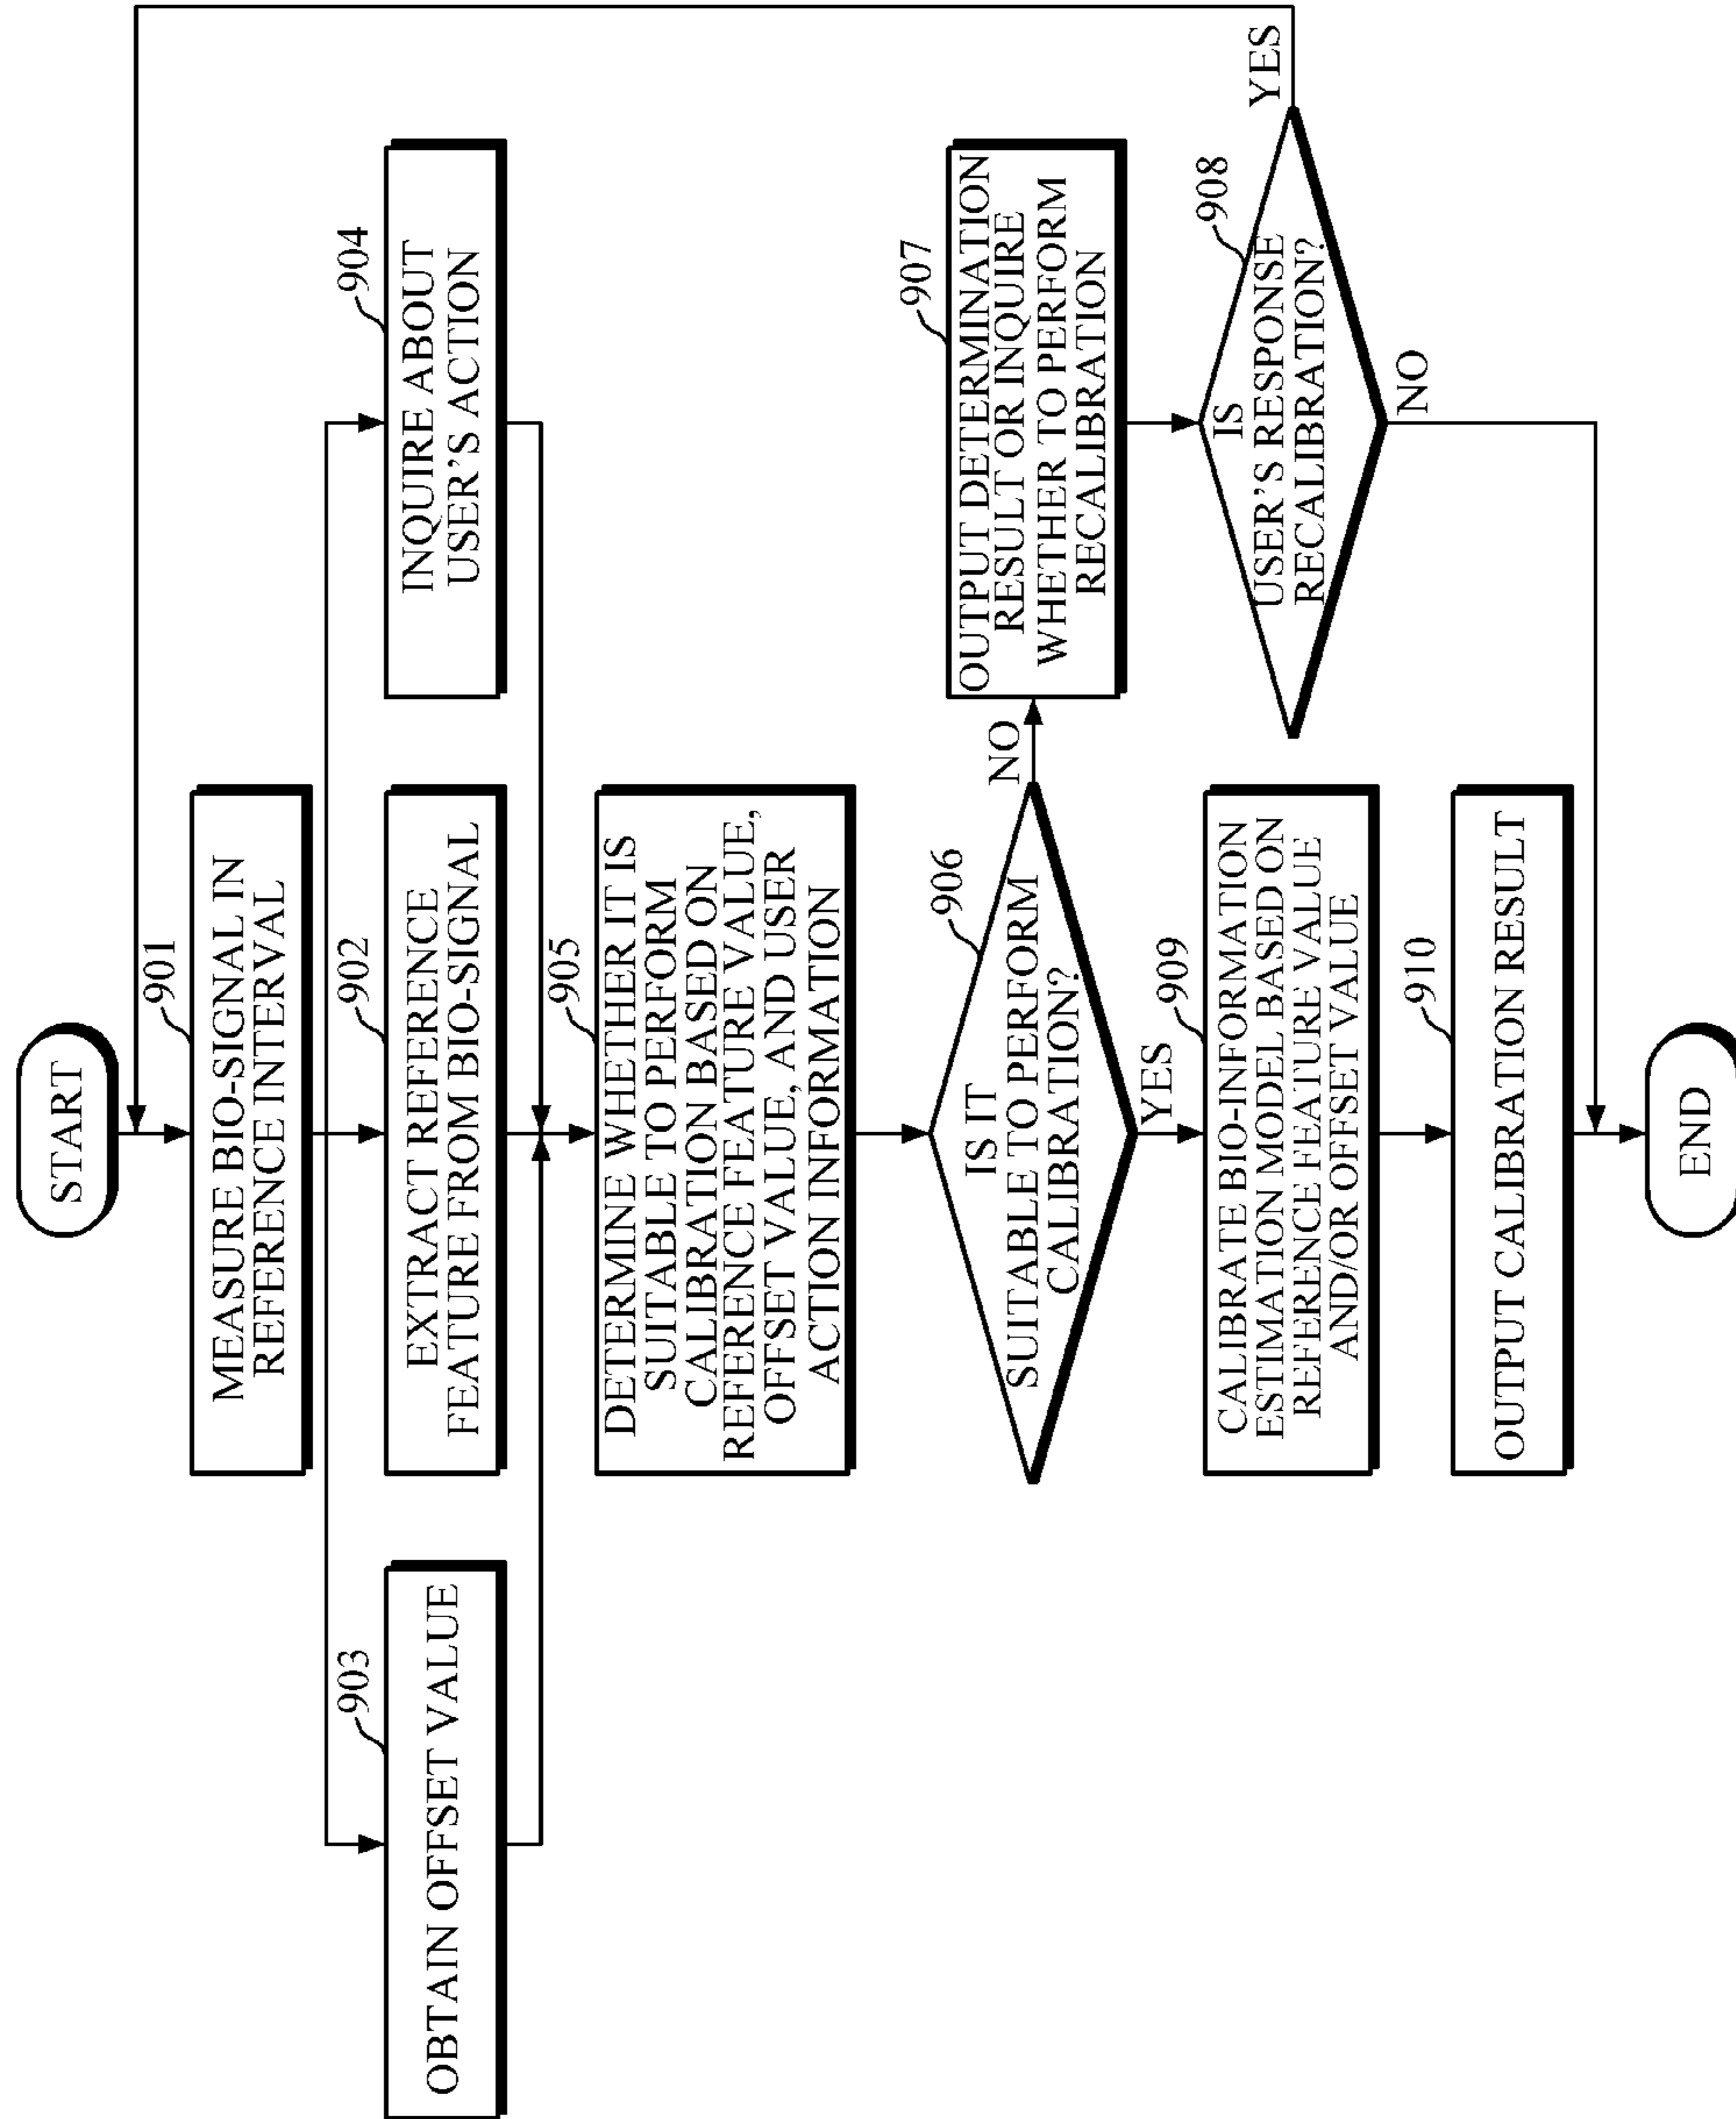 START
901
MEASURE BIO-SIGNAL IN
REFERENCE INTERVAL
903
OBTAIN OFFSET VALUE
902
EXTRACT REFERENCE
FEATURE FROM BIO-SIGNAL
904
INQUIRE ABOUT
USER'S ACTION
905
DETERMINE WHETHER IT IS
SUITABLE TO PERFORM
CALIBRATION BASED ON
REFERENCE FEATURE VALUE,
OFFSET VALUE, AND USER
ACTION INFORMATION
906
IS IT
SUITABLE TO PERFORM
CALIBRATION?
NO
907
OUTPUT DETERMINATION
RESULT OR INQUIRE
WHETHER TO PERFORM
RECALIBRATION
908
IS
USER'S RESPONSE
RECALIBRATION?
YES
NO
YES
909
CALIBRATE BIO-INFORMATION
ESTIMATION MODEL BASED ON
REFERENCE FEATURE VALUE
AND/OR OFFSET VALUE
910
OUTPUT CALIBRATION RESULT
END